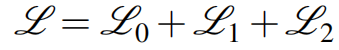 ℒ = ℒ₀ + ℒ₁ + ℒ₂